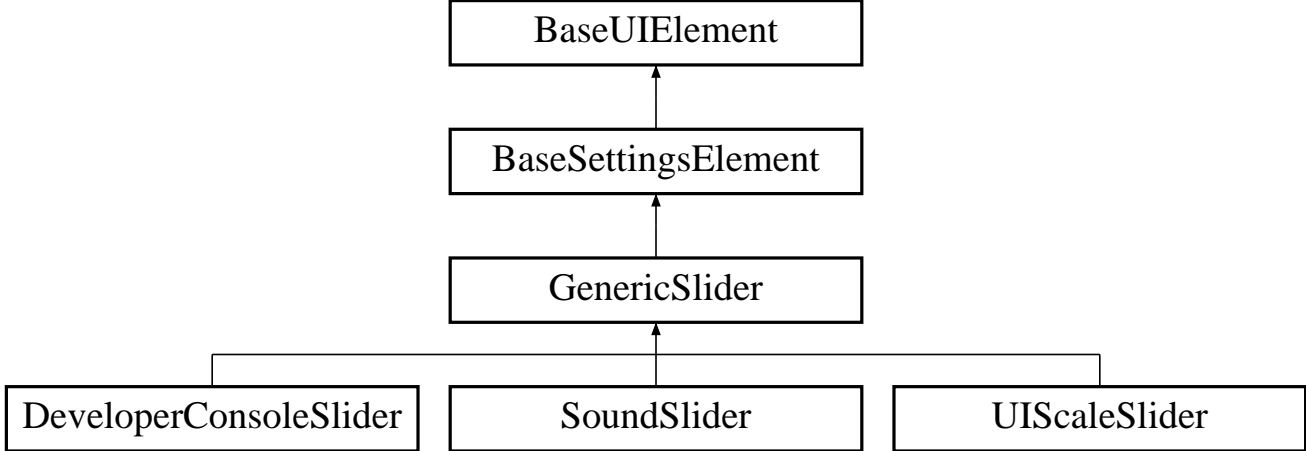 BaseUIElement
BaseSettingsElement
GenericSlider
DeveloperConsoleSlider
SoundSlider
UIScaleSlider